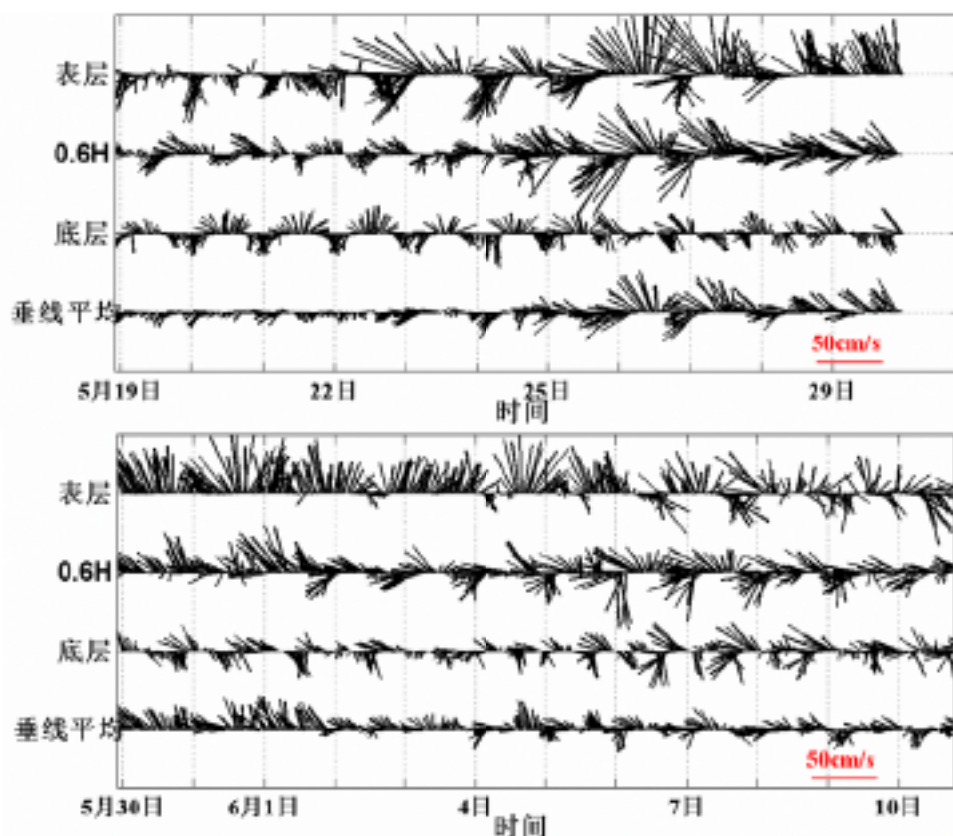 表层
0.6H
底层
垂线平均
50cm/s
5月19日 22日 25日 29日
时间
表层
0.6H
底层
垂线平均
50cm/s
5月30日 6月1日 4日 7日 10日
时间